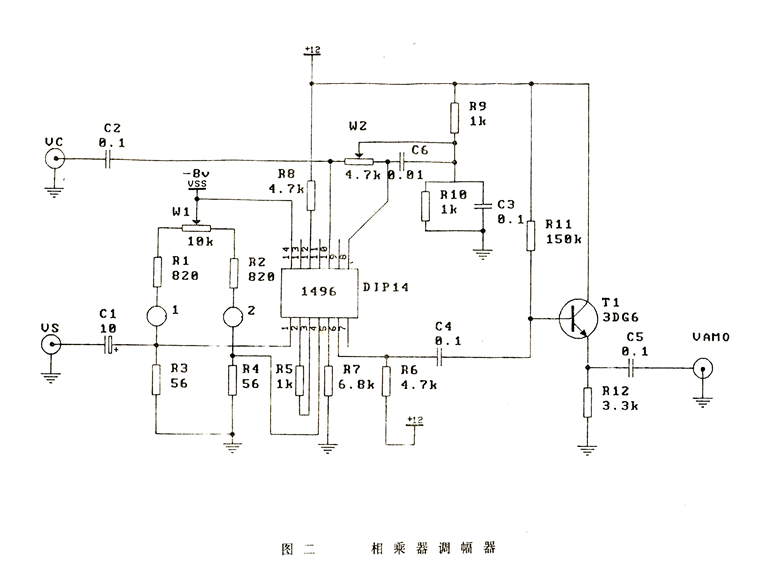 +12
R9
1k
W2
C2
0.1
VC
C6
4.7k
0.01
-8v
VSS
R8
4.7k
R10
1k
C3
0.1
W1
10k
R11
150k
14
13
12
11
10
9
8
R1
820
R2
820
1496
DIP14
T1
3DG6
1
2
C1
10
+
VS
1
2
3
4
5
6
7
C4
0.1
C5
0.1
VAMO
R3
56
R4
56
R5
1k
R7
6.8k
R6
4.7k
R12
3.3k
+12
图二 相乘器调幅器